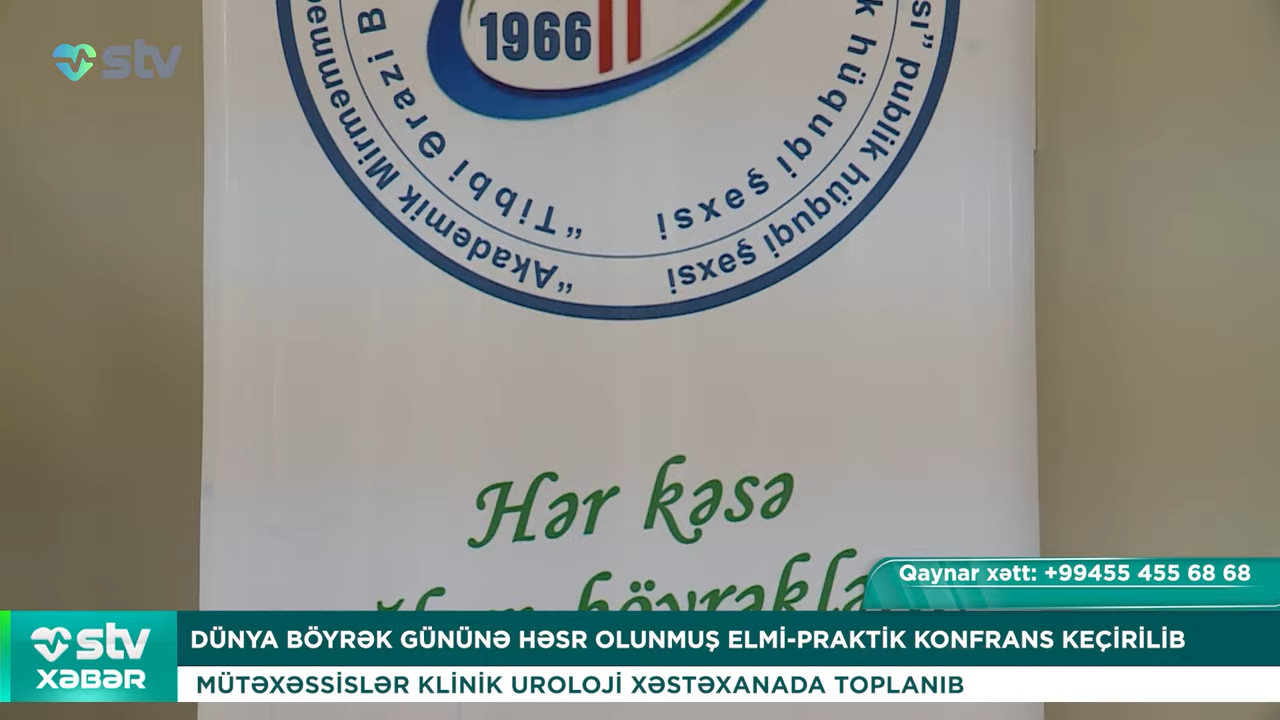 stv
1966
"Akademik
"Tibbi Ərazi
hüquqi şəxsi
publik hüquqi şəxsi
Hər kəsə
Qaynar xətt: +99455 455 68 68
stv
XƏBƏR
DÜNYA BÖYRƏK GÜNÜNƏ HƏSR OLUNMUŞ ELMİ-PRAKTİK KONFRANS KEÇİRİLİB
MÜTƏXƏSSİSLƏR KLİNİK UROLOJİ XƏSTƏXANADA TOPLANIB